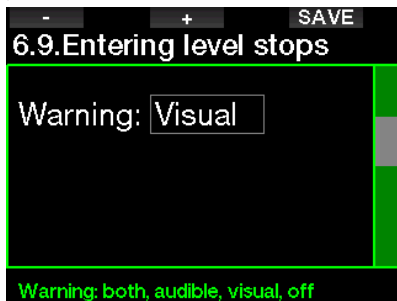 - + SAVE
6.9.Entering level stops
Warning: Visual
Warning: both, audible, visual, off